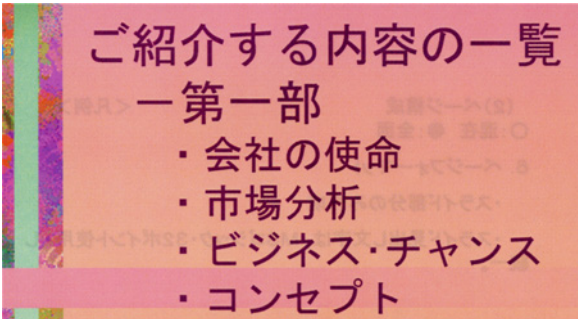 ご紹介する内容の一覧
ー第一部
・会社の使命
・市場分析
・ビジネス・チャンス
・コンセプト